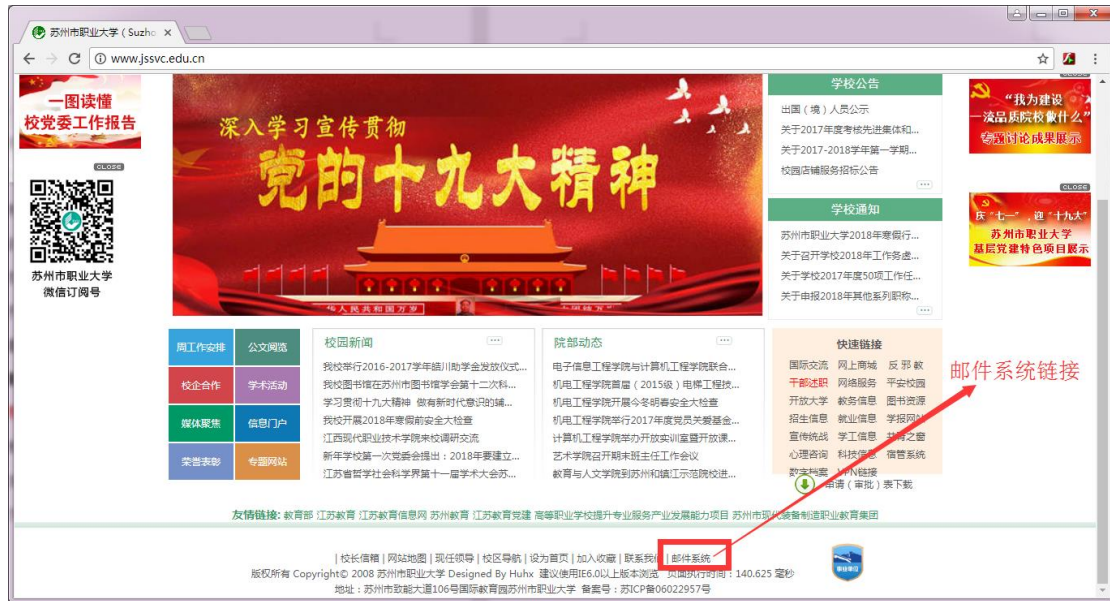 苏州市职业大学 ( Suzho
www.jssvc.edu.cn
一图读懂
校党委工作报告
CLOSE
苏州市职业大学
微信订阅号
深入学习宣传贯彻
党的十九大精神
学校公告
出国（境）人员公示
关于2017年度考核先进集体和...
关于2017-2018学年第一学期...
校园店铺服务招标公告
学校通知
苏州市职业大学2018年寒假行...
关于召开学校2018年工作务虚...
关于学校2017年度50项工作任...
关于申报2018年其他系列职称...
CLOSE
“我为建设
一流品质院校做什么”
专题讨论成果展示
CLOSE
庆“七一”，迎“十九大”
苏州市职业大学
基层党建特色项目展示
周工作安排
公文阅览
校企合作
学术活动
媒体聚焦
信息门户
荣誉表彰
专题网站
校园新闻
我校举行2016-2017学年皓川助学金发放仪式...
我校图书馆在苏州市图书馆学会第十二次科...
学习贯彻十九大精神 做有新时代意识的辅...
我校开展2018年寒假前安全大检查
江西现代职业技术学院来校调研交流
新年学校第一次党委会提出：2018年要建立...
江苏省哲学社会科学界第十一届学术大会苏...
院部动态
电子信息工程学院与计算机工程学院联合...
机电工程学院首届（2015级）电梯工程技...
机电工程学院开展今冬明春安全大检查
机电工程学院举行2017年度党员关爱基金...
计算机工程学院举办开放实训室暨开放课...
艺术学院召开期末班主任工作会议
教育与人文学院到苏州和镇江示范院校进...
快速链接
国际交流 网上商城 反 邪 教
干部述职 网络服务 平安校园
开放大学 教务信息 图书资源
招生信息 就业信息 学报网站
宣传统战 学工信息 共青之窗
心理咨询 科技信息 宿管系统
数字档案 VPN链接
申请（审批）表下载
邮件系统链接
友情链接: 教育部 江苏教育 江苏教育信息网 苏州教育 江苏教育党建 高等职业学校提升专业服务产业发展能力项目 苏州市现代装备制造职业教育集团
| 校长信箱 | 网站地图 | 现任领导 | 校区导航 | 设为首页 | 加入收藏 | 联系我们 | 邮件系统
版权所有 Copyright© 2008 苏州市职业大学 Designed By Huhx 建议使用IE6.0以上版本浏览 页面执行时间：140.625 毫秒
地址：苏州市致能大道106号国际教育园苏州市职业大学 备案号：苏ICP备06022957号